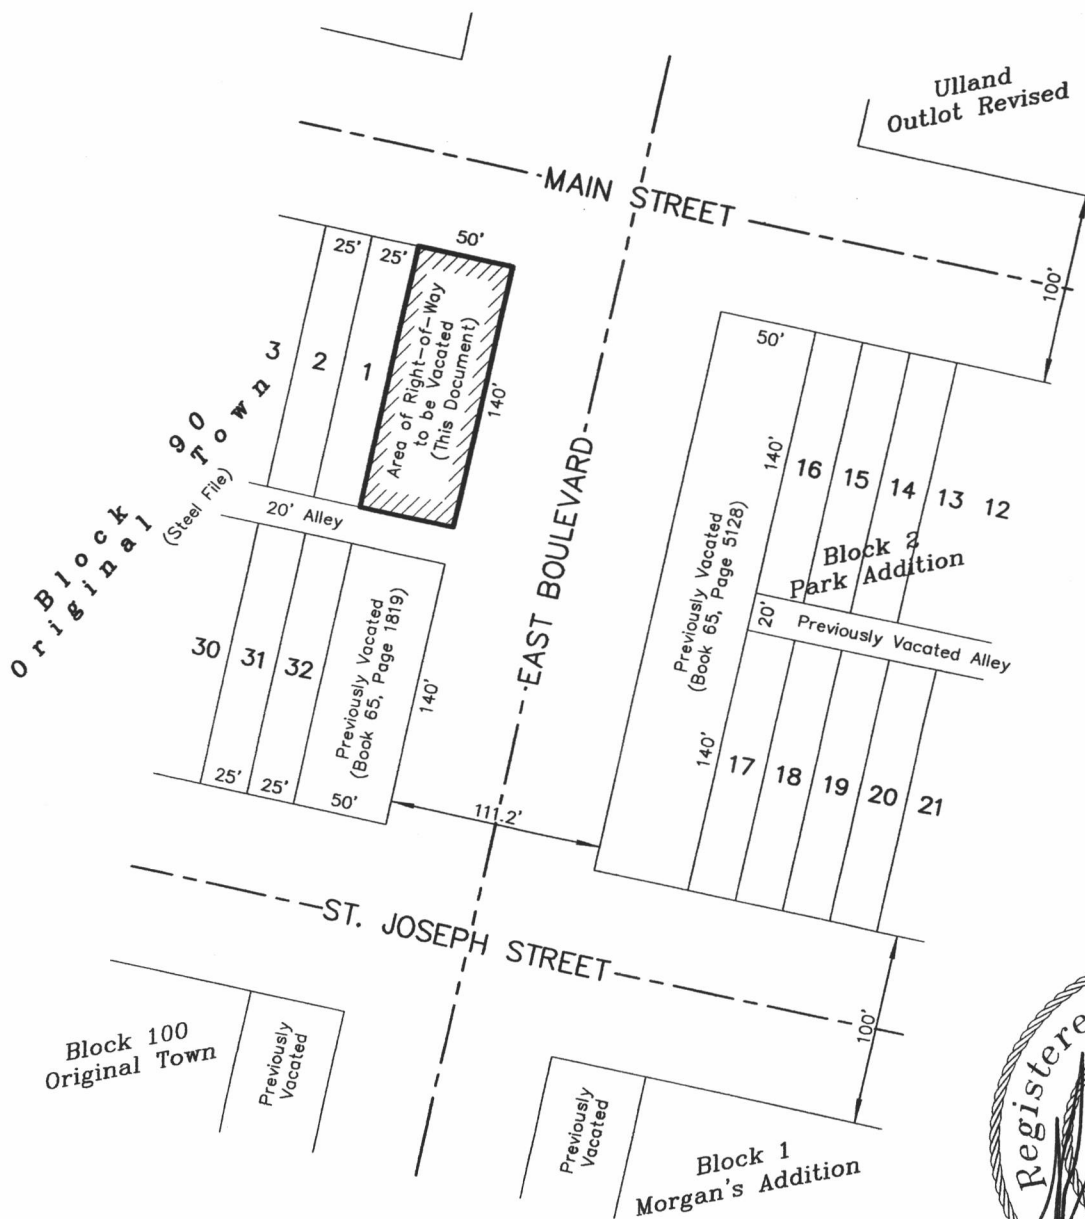 Ulland
Outlot Revised
MAIN STREET
100'
50'
25'
25'
3
2
1
Area of Right-of-Way
to be Vacated
(This Document)
140'
Block 90
Original Town
(Steel File)
20' Alley
EAST BOULEVARD
50'
140'
16
15
14
13
12
Previously Vacated
(Book 65, Page 5128)
Block 2
Park Addition
20'
Previously Vacated Alley
30
31
32
Previously Vacated
(Book 65, Page 1819)
140'
25'
25'
50'
111.2'
140'
17
18
19
20
21
ST. JOSEPH STREET
100'
Block 100
Original Town
Previously
Vacated
Previously
Vacated
Block 1
Morgan's Addition
Registere